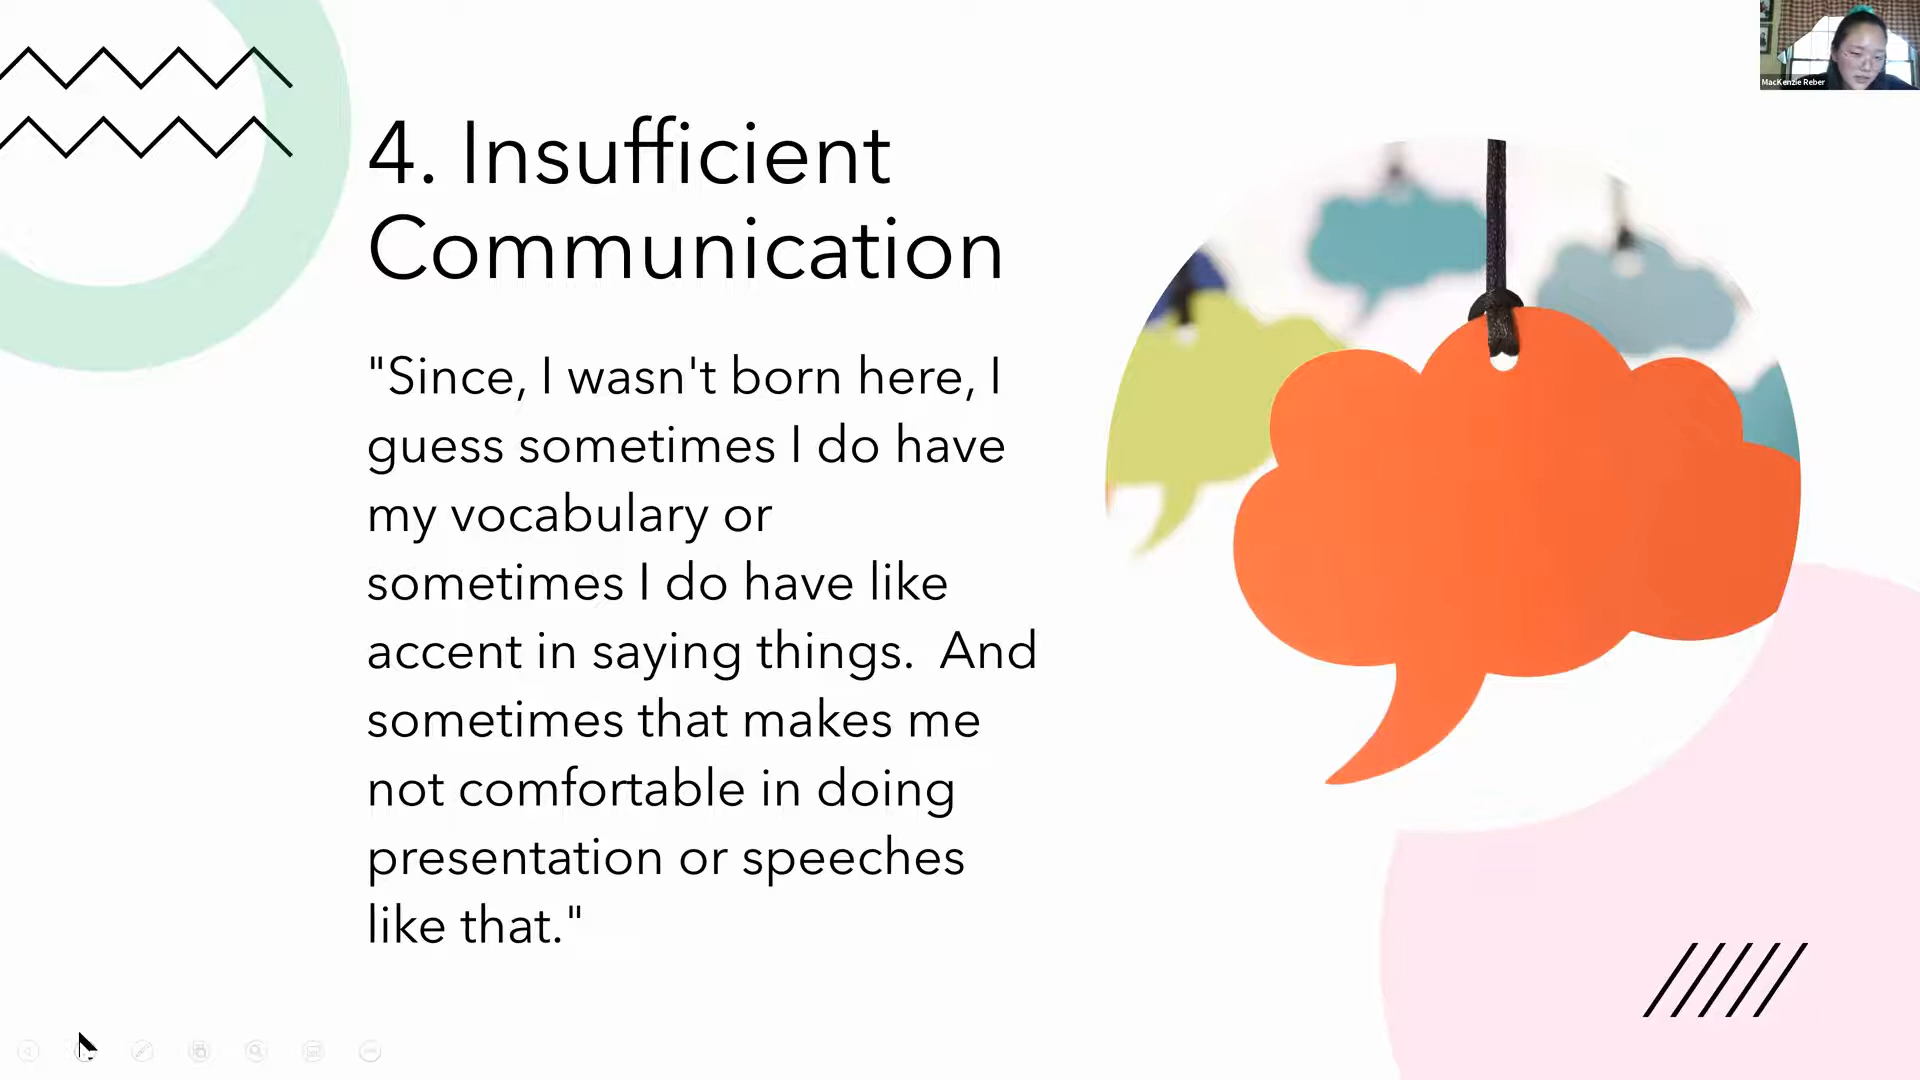 MacKenzie Reber
4. Insufficient
Communication
"Since, I wasn't born here, I
guess sometimes I do have
my vocabulary or
sometimes I do have like
accent in saying things.  And
sometimes that makes me
not comfortable in doing
presentation or speeches
like that."